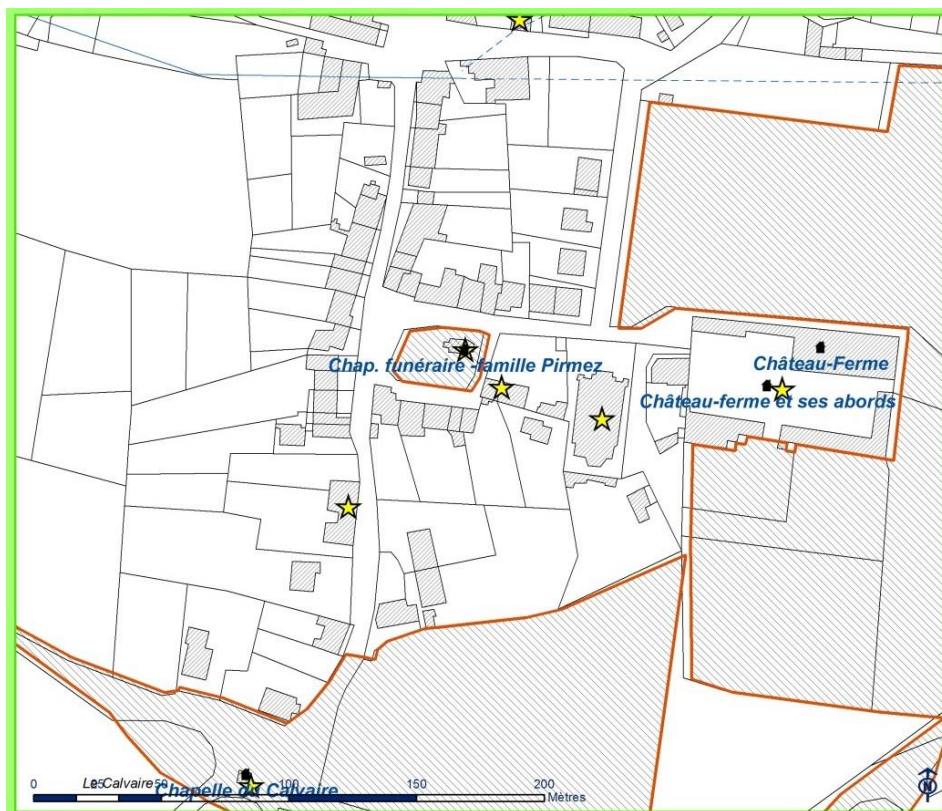 Château-Ferme
Chap. funéraire -famille Pirmez
Château-ferme et ses abords
Le Calvaire
Chapelle du Calvaire
0 25 50 100 150 200
Mètres
N